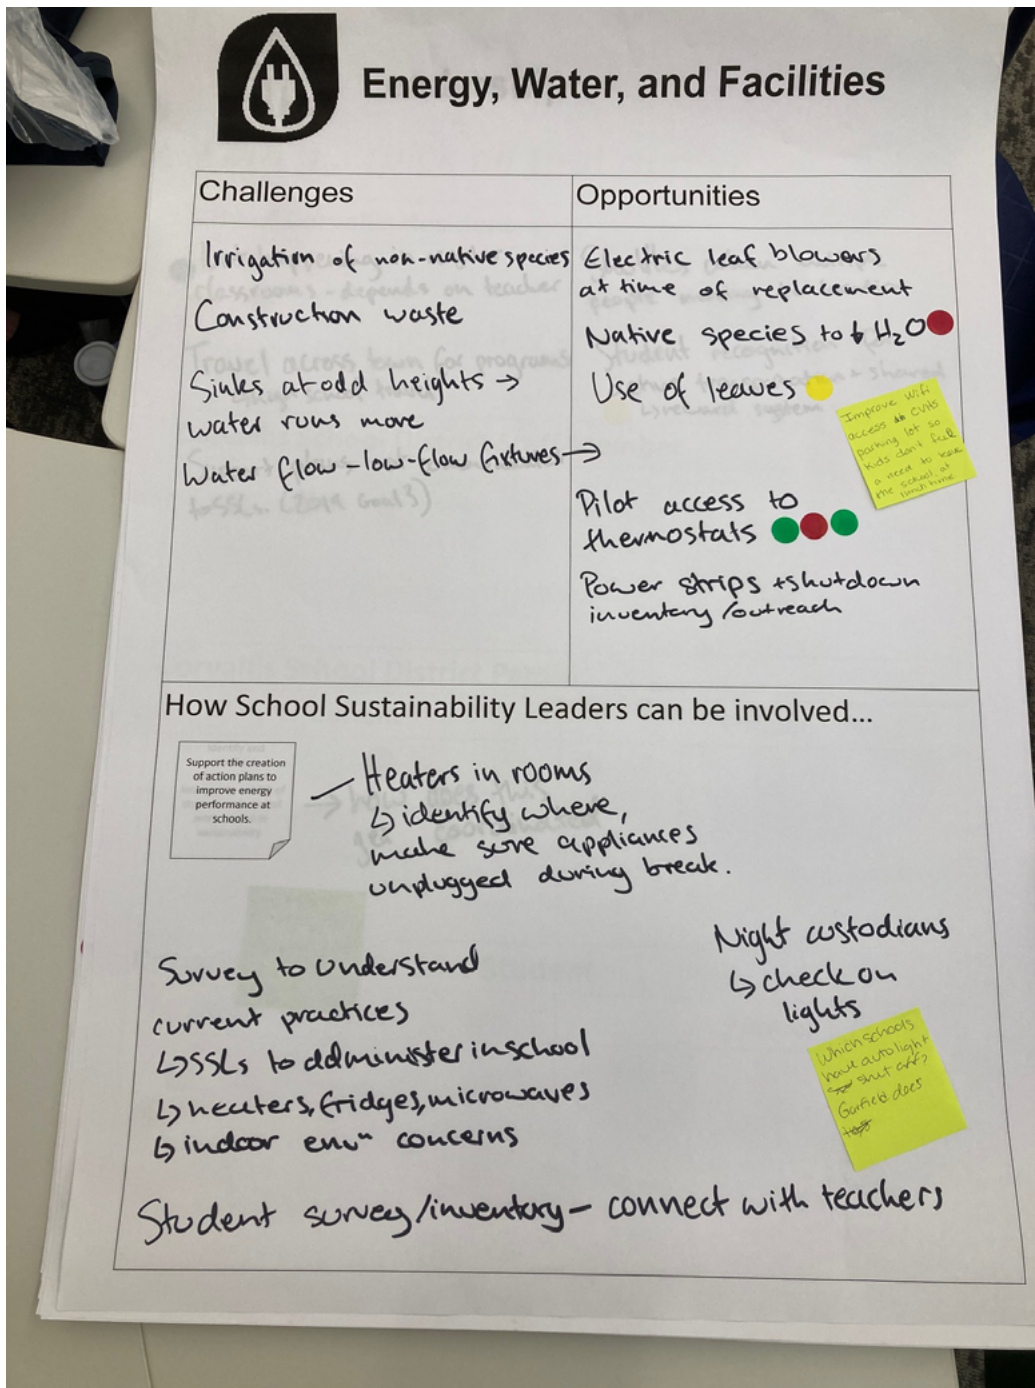 Energy, Water, and Facilities
Challenges
Irrigation of non-native species
Construction waste
Sinks at odd heights →
water runs more
Water flow - low-flow fixtures →
Opportunities
Electric leaf blowers
at time of replacement
Native species to ↓ H₂O
Use of leaves
Improve Wifi
access
parking lot so
kids don't feel
a need to leave
the school at
lunch time
Pilot access to
thermostats
Power strips + shutdown
inventory/outreach
How School Sustainability Leaders can be involved...
Support the creation
of action plans to
improve energy
performance at
schools.
Heaters in rooms
↳ identify where,
make sure appliances
unplugged during break.
Night custodians
↳ check on
lights
Which schools
have auto light
shut off?
Garfield does
Survey to understand
current practices
↳ SSLs to addminister in school
↳ heaters, fridges, microwaves
↳ indoor envⁿ concerns
Student survey/inventory - connect with teachers